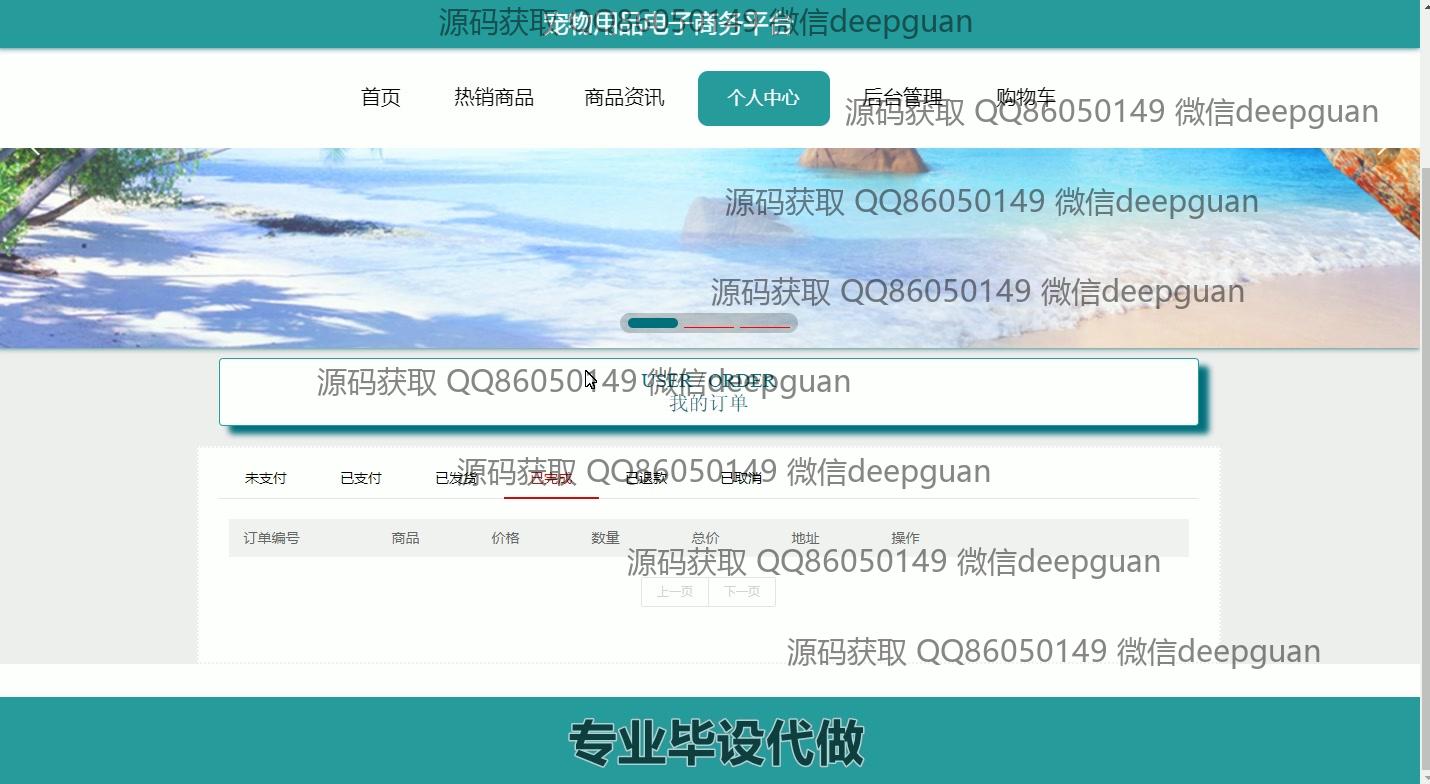 宠物用品电子商务平台
源码获取 QQ86050149 微信deepguan
首页 热销商品 商品资讯 个人中心 后台管理 购物车
源码获取 QQ86050149 微信deepguan
源码获取 QQ86050149 微信deepguan
源码获取 QQ86050149 微信deepguan
USER / ORDER
源码获取 QQ86050149 微信deepguan
我的订单
未支付 已支付 已发货 已完成 已退款 已取消
源码获取 QQ86050149 微信deepguan
订单编号 商品 价格 数量 总价 地址 操作
源码获取 QQ86050149 微信deepguan
上一页 下一页
源码获取 QQ86050149 微信deepguan
专业毕设代做